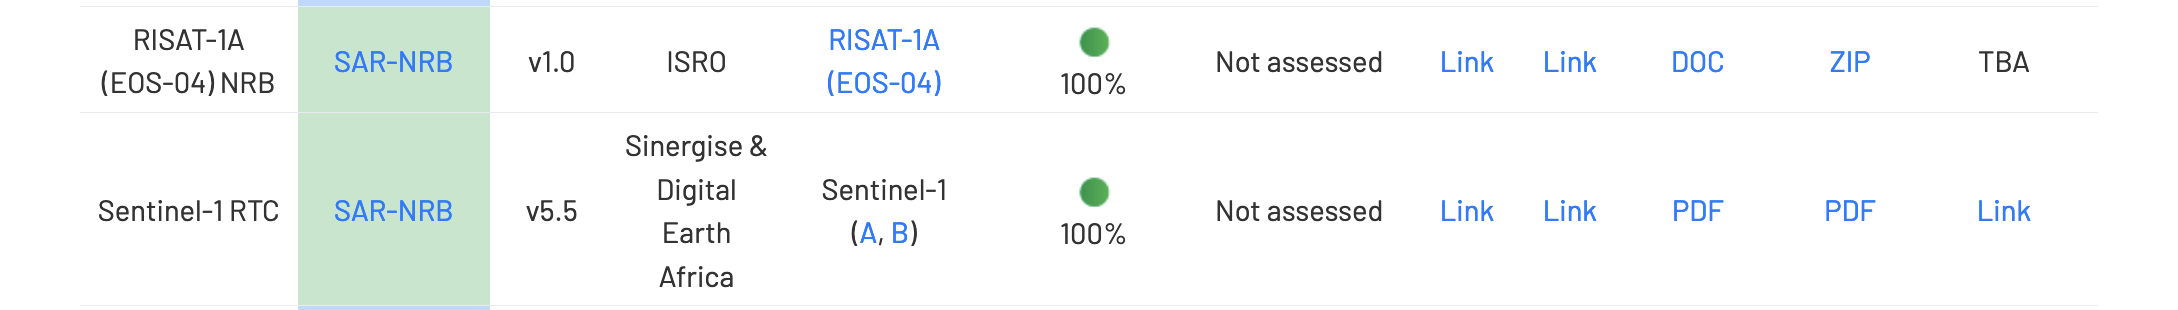 RISAT-1A
(EOS-04) NRB
SAR-NRB
v1.0
ISRO
RISAT-1A
(EOS-04)
100%
Not assessed
Link
Link
DOC
ZIP
TBA
Sentinel-1 RTC
SAR-NRB
v5.5
Sinergise &
Digital
Earth
Africa
Sentinel-1
(A, B)
100%
Not assessed
Link
Link
PDF
PDF
Link